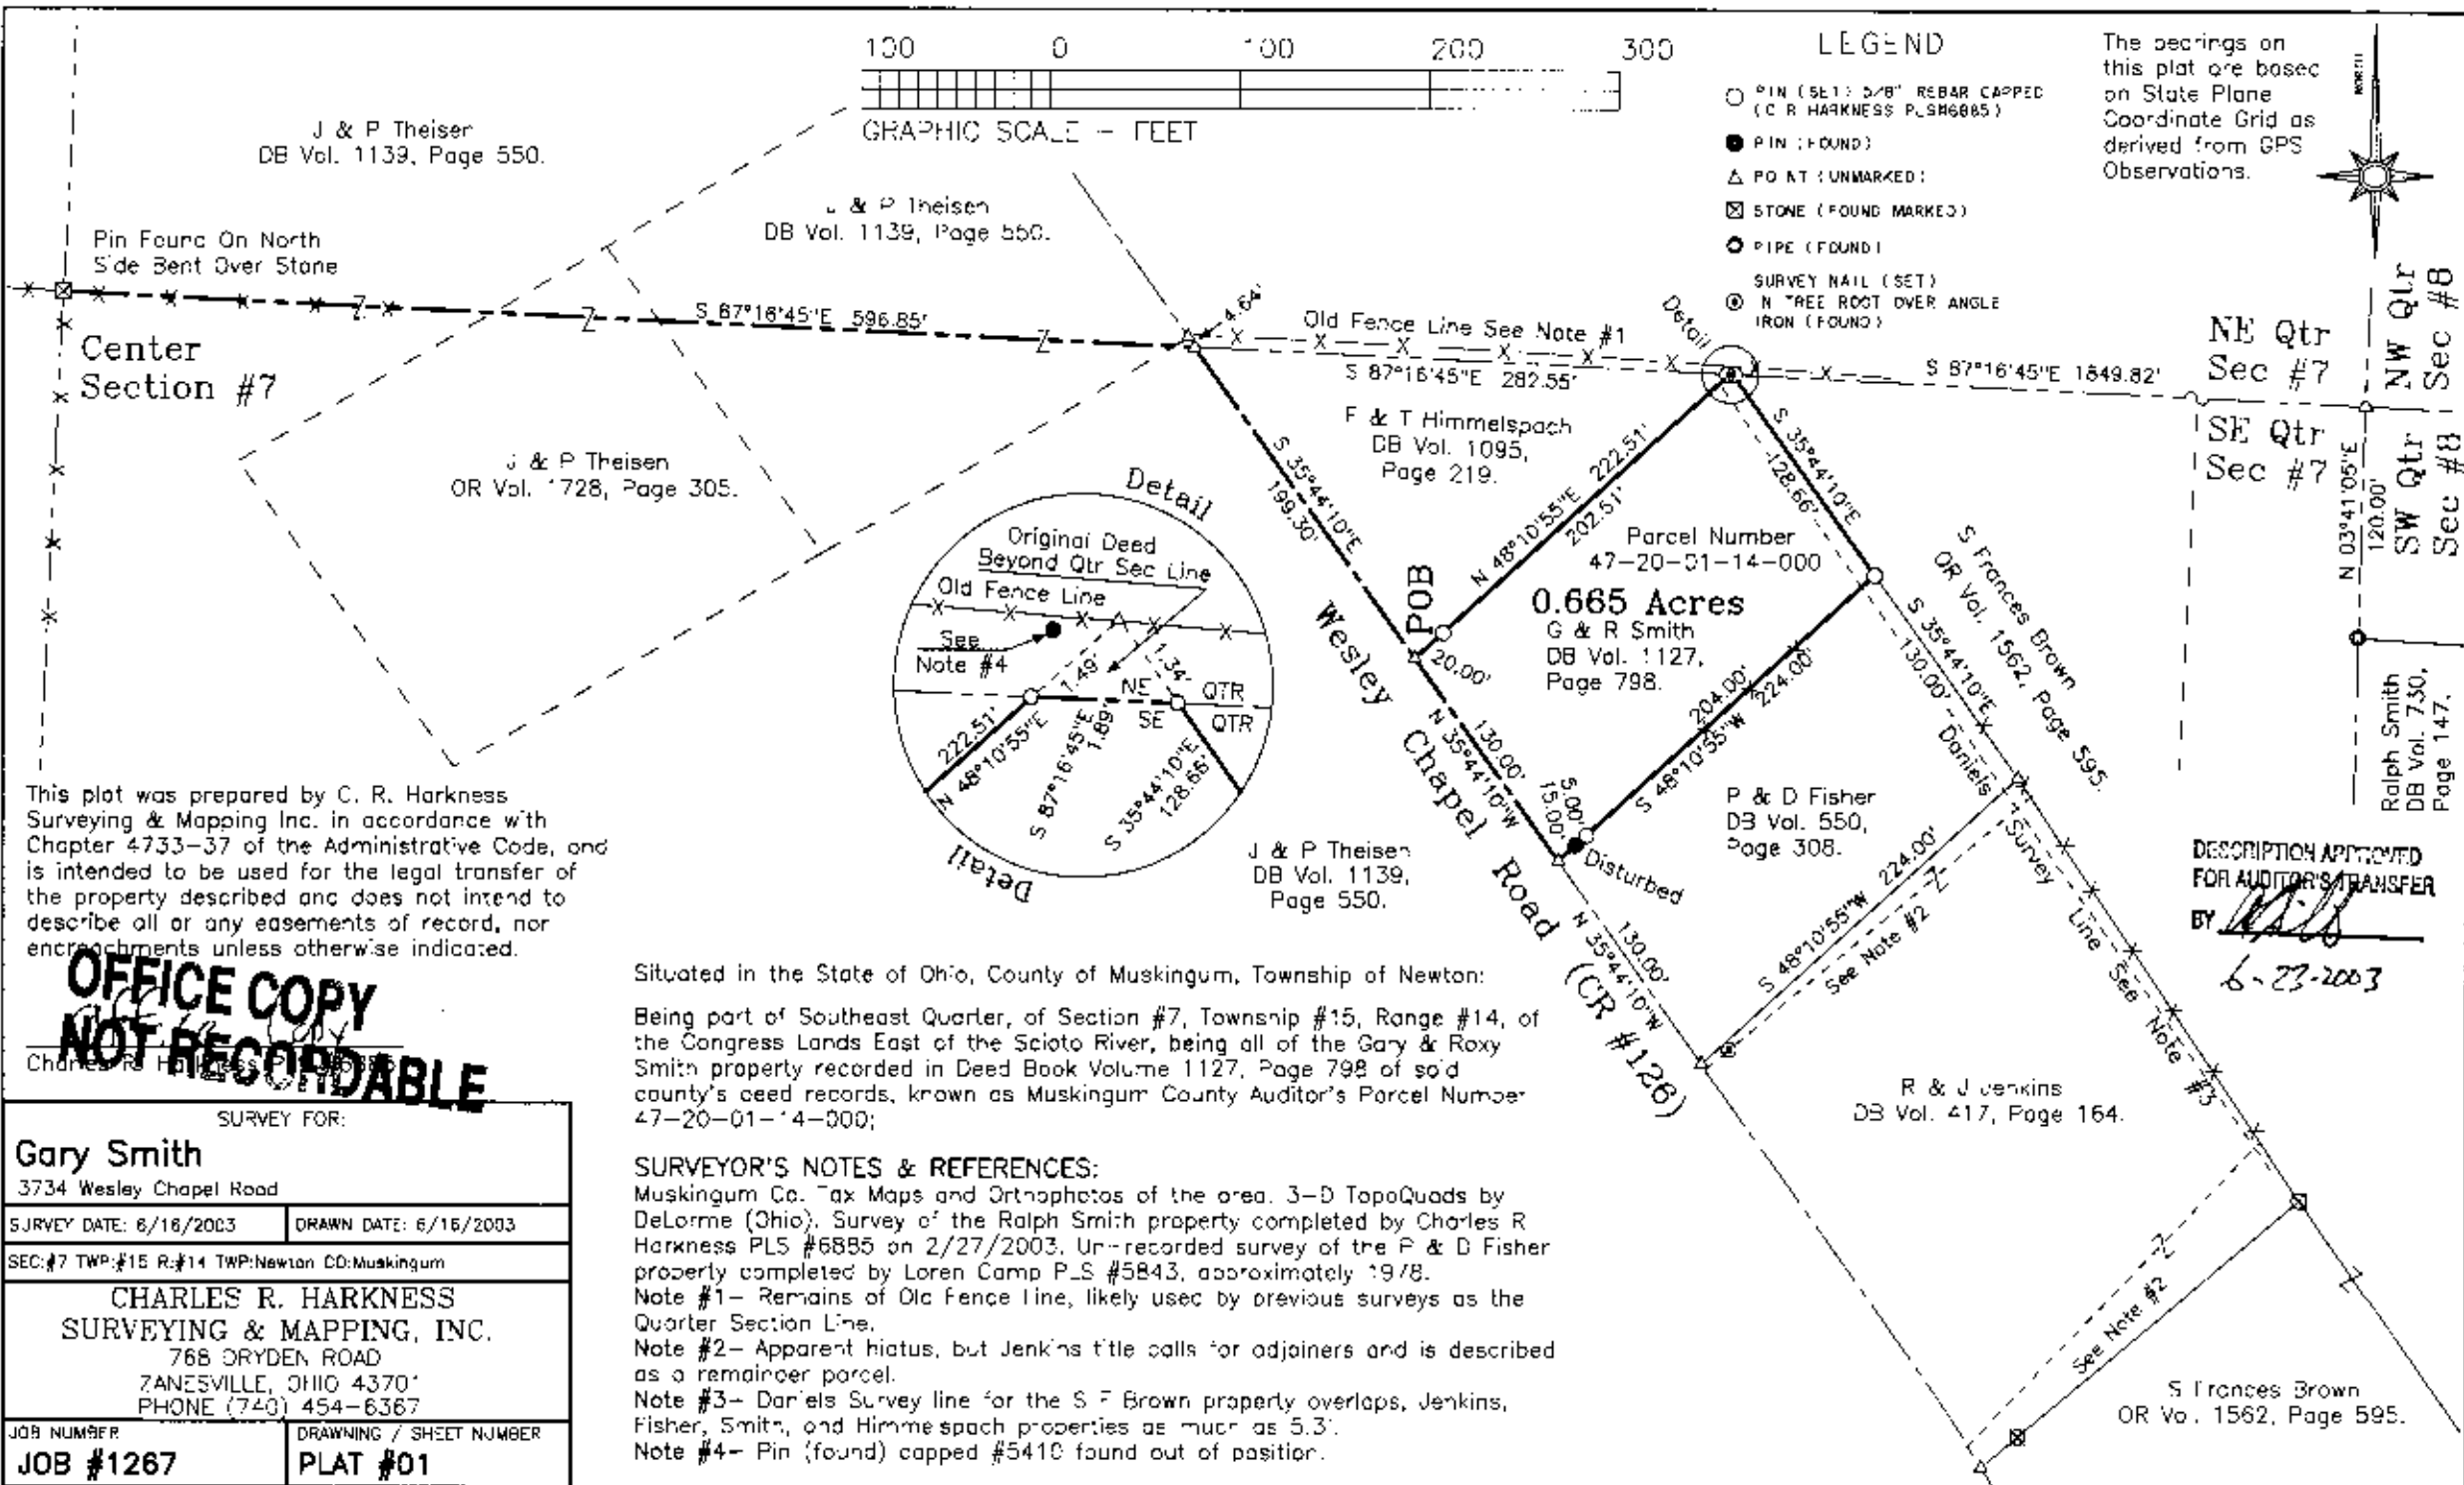 100 0 100 200 300
GRAPHIC SCALE - FEET
LEGEND
PIN (SET) 5/8" REBAR CAPPED
(C R HARKNESS PLS#6885)
PIN (FOUND)
POINT (UNMARKED)
STONE (FOUND MARKED)
PIPE (FOUND)
SURVEY NAIL (SET)
IN TREE ROOT OVER ANGLE
IRON (FOUND)
The bearings on
this plat are based
on State Plane
Coordinate Grid as
derived from GPS
Observations.
NORTH
J & P Theisen
DB Vol. 1139, Page 550.
J & P Theisen
DB Vol. 1139, Page 550.
Pin Found On North
Side Bent Over Stone
Center
Section #7
S 87°16'45"E 596.85'
4.64'
Old Fence Line See Note #1
S 87°16'45"E 282.55'
Detail
S 87°16'45"E 1849.82'
NE Qtr
Sec #7
NW Qtr
Sec #8
SE Qtr
Sec #7
SW Qtr
Sec #8
N 03°41'05"E
120.00'
J & P Theisen
OR Vol. 1728, Page 305.
F & T Himmelspach
DB Vol. 1095,
Page 219.
S 35°44'10"E
199.30'
N 48°10'55"E 222.51'
202.51'
S 35°44'10"E
128.66'
Parcel Number
47-20-01-14-000
0.665 Acres
G & R Smith
DB Vol. 1127,
Page 798.
POB
20.00'
Wesley Chapel Road (CR #126)
N 35°44'10"W
130.00'
204.00'
S 48°10'55"W 224.00'
5.00'
15.00'
Disturbed
S Frances Brown
OR Vol. 1562, Page 595.
S 35°44'10"E
130.00'
Daniels Survey Line See Note #3
P & D Fisher
DB Vol. 550,
Page 308.
S 48°10'55"W 224.00'
See Note #2
N 35°44'10"W
130.00'
Ralph Smith
DB Vol. 730,
Page 147.
Detail
Original Deed
Beyond Qtr Sec Line
Old Fence Line
See
Note #4
1.49'
1.34'
NE QTR
SE QTR
222.51'
N 48°10'55"E
S 87°16'45"E
1.89'
S 35°44'10"E
128.66'
Detail
J & P Theisen
DB Vol. 1139,
Page 550.
R & J Jenkins
DB Vol. 417, Page 164.
See Note #2
S Frances Brown
OR Vol. 1562, Page 595.
DESCRIPTION APPROVED
FOR AUDITOR'S TRANSFER
BY
6-23-2003
This plat was prepared by C. R. Harkness
Surveying & Mapping Inc. in accordance with
Chapter 4733-37 of the Administrative Code, and
is intended to be used for the legal transfer of
the property described and does not intend to
describe all or any easements of record, nor
encroachments unless otherwise indicated.
OFFICE COPY
NOT RECORDABLE
Charles R. Harkness PLS #6885
Situated in the State of Ohio, County of Muskingum, Township of Newton:
Being part of Southeast Quarter, of Section #7, Township #15, Range #14, of
the Congress Lands East of the Scioto River, being all of the Gary & Roxy
Smith property recorded in Deed Book Volume 1127, Page 798 of said
county's deed records, known as Muskingum County Auditor's Parcel Number
47-20-01-14-000;
SURVEYOR'S NOTES & REFERENCES:
Muskingum Co. Tax Maps and Orthophotos of the area. 3-D TopoQuads by
DeLorme (Ohio). Survey of the Ralph Smith property completed by Charles R
Harkness PLS #6885 on 2/27/2003. Un-recorded survey of the P & D Fisher
property completed by Loren Camp PLS #5843, approximately 1978.
Note #1- Remains of Old Fence line, likely used by previous surveys as the
Quarter Section Line.
Note #2- Apparent hiatus, but Jenkins title calls for adjoiners and is described
as a remainder parcel.
Note #3- Daniels Survey line for the S F Brown property overlaps, Jenkins,
Fisher, Smith, and Himmelspach properties as much as 5.3'.
Note #4- Pin (found) capped #5410 found out of position.
SURVEY FOR:
Gary Smith
3734 Wesley Chapel Road
SURVEY DATE: 6/16/2003 DRAWN DATE: 6/16/2003
SEC:#7 TWP:#15 R:#14 TWP:Newton CO:Muskingum
CHARLES R. HARKNESS
SURVEYING & MAPPING, INC.
768 DRYDEN ROAD
ZANESVILLE, OHIO 43701
PHONE (740) 454-6367
JOB NUMBER
JOB #1267
DRAWING / SHEET NUMBER
PLAT #01